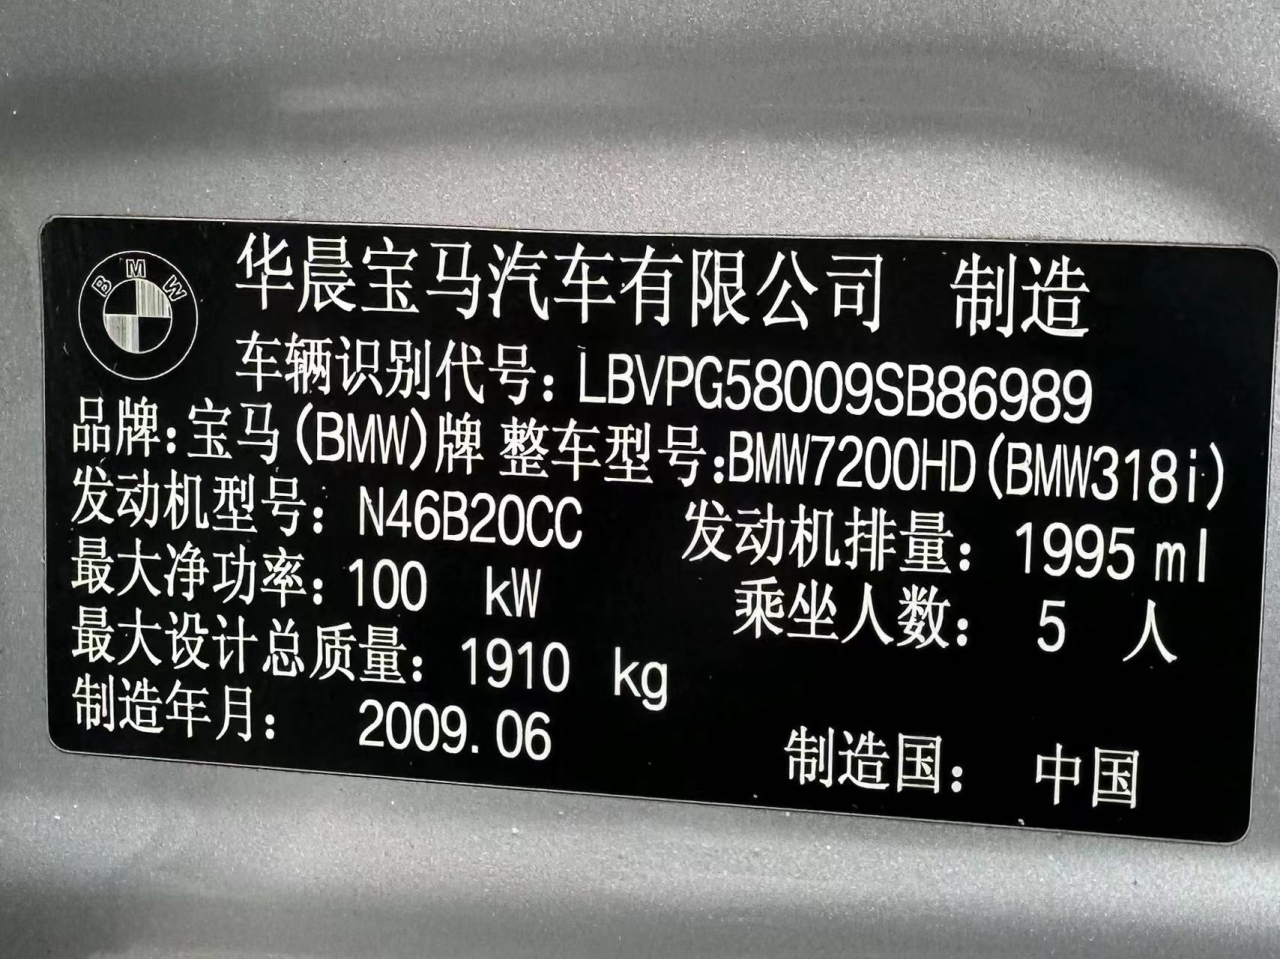 BMW
华晨宝马汽车有限公司 制造
车辆识别代号：LBVPG58009SB86989
品牌：宝马(BMW)牌 整车型号：BMW7200HD(BMW318i)
发动机型号：N46B20CC 发动机排量：1995 ml
最大净功率：100 kW 乘坐人数：5 人
最大设计总质量：1910 kg
制造年月：2009.06 制造国：中国